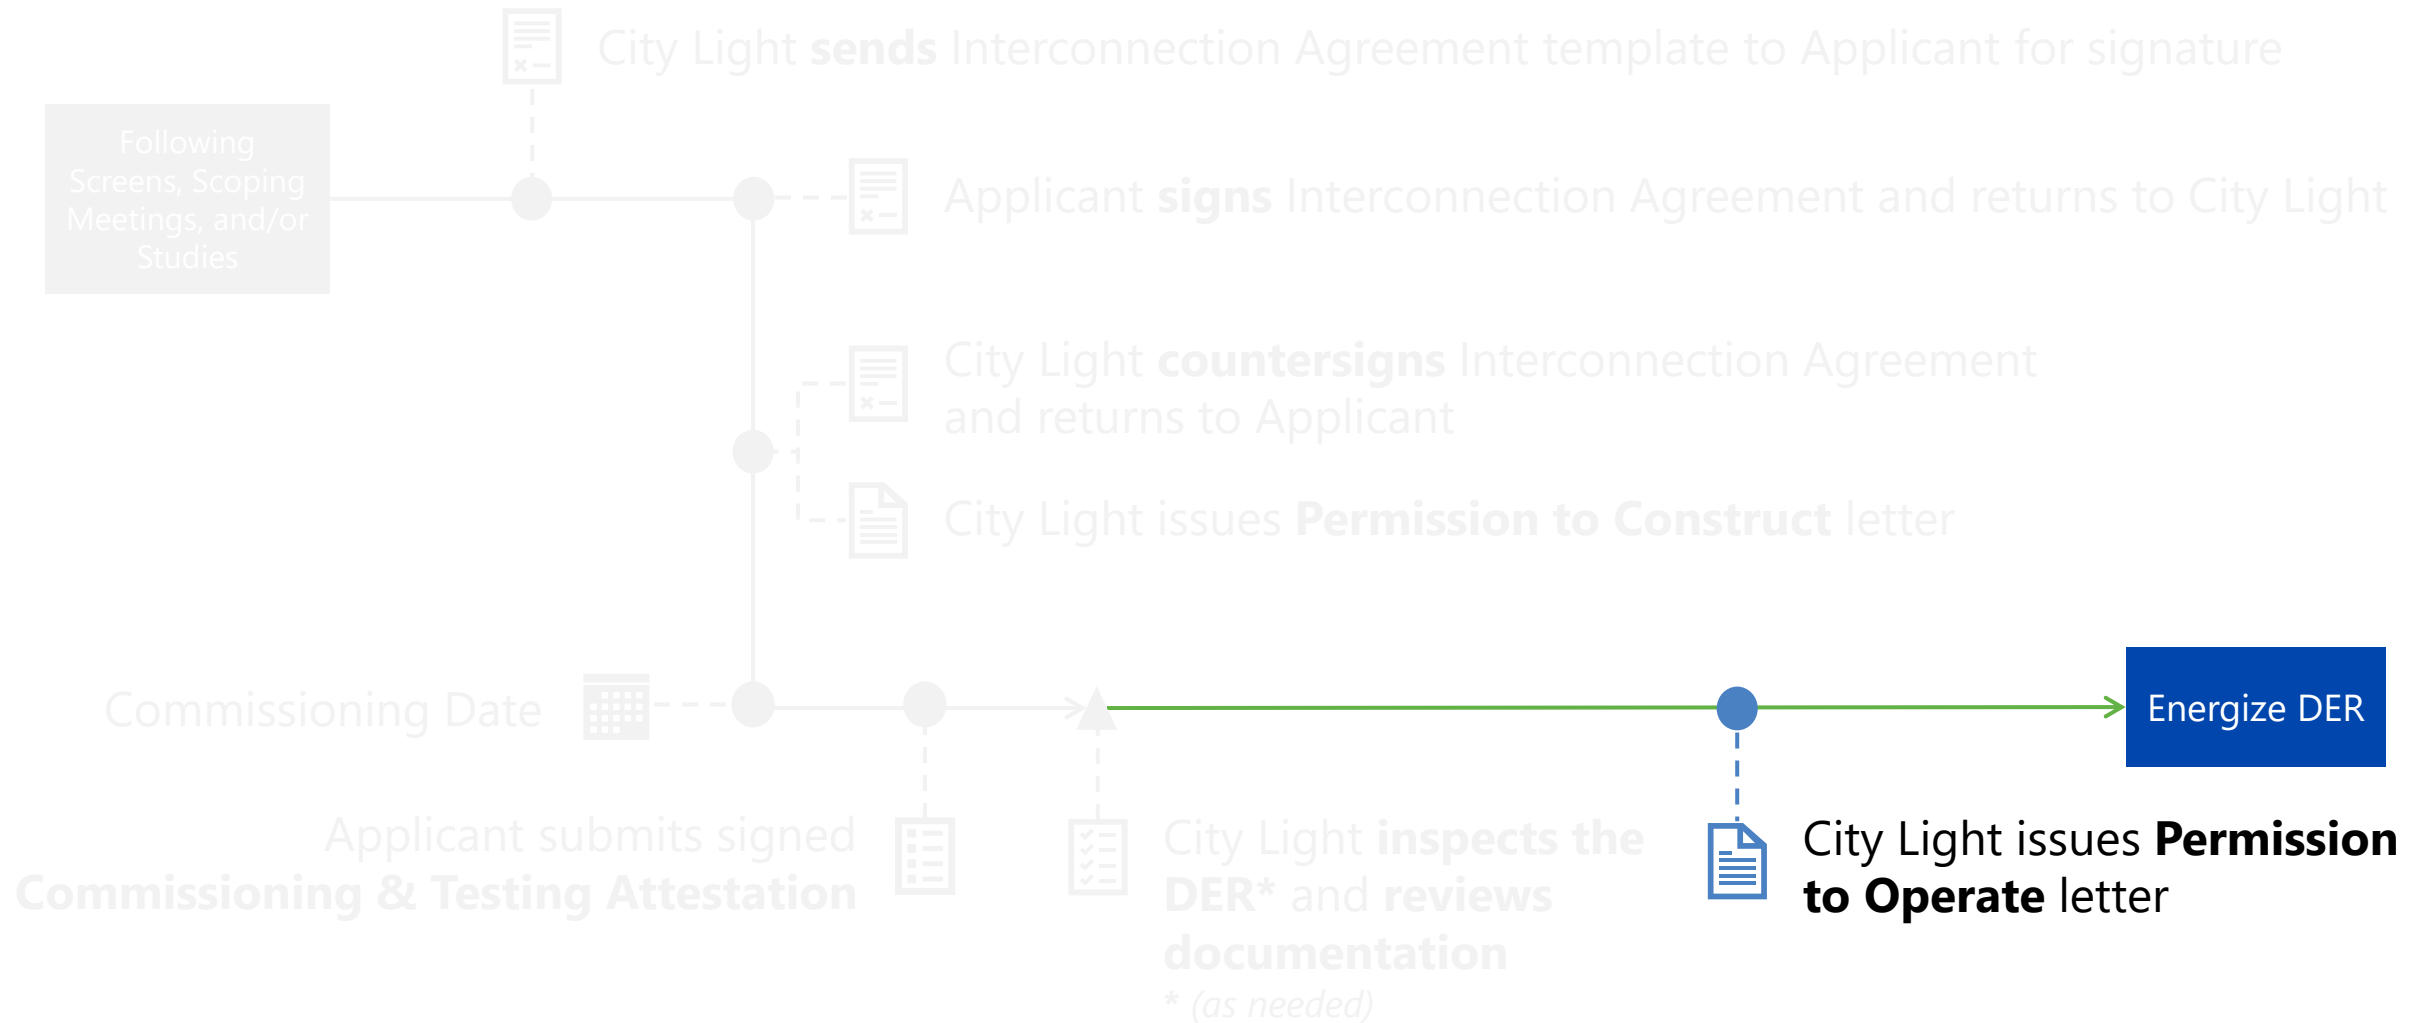 City Light sends Interconnection Agreement template to Applicant for signature
Following
Screens, Scoping
Meetings, and/or
Studies
Applicant signs Interconnection Agreement and returns to City Light
City Light countersigns Interconnection Agreement
and returns to Applicant
City Light issues Permission to Construct letter
Commissioning Date
Energize DER
Applicant submits signed
Commissioning & Testing Attestation
City Light inspects the
DER* and reviews
documentation
* (as needed)
City Light issues Permission
to Operate letter